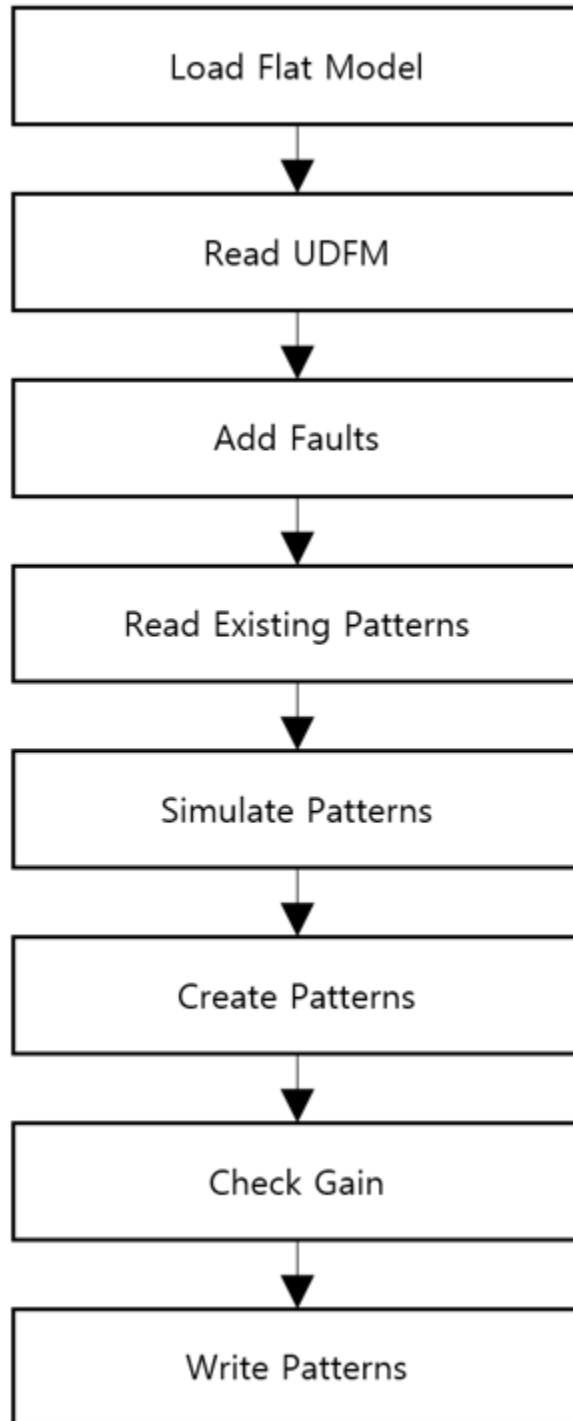 Load Flat Model
Read UDFM
Add Faults
Read Existing Patterns
Simulate Patterns
Create Patterns
Check Gain
Write Patterns